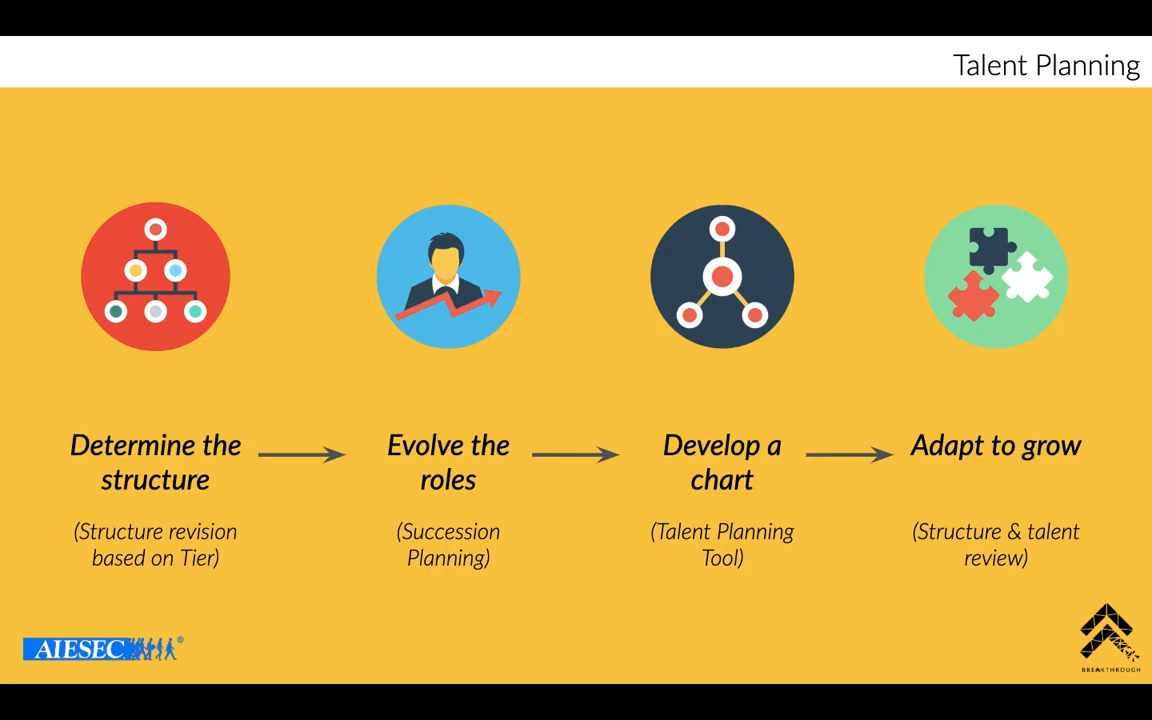 Talent Planning
Determine the
structure
(Structure revision
based on Tier)
Evolve the
roles
(Succession
Planning)
Develop a
chart
(Talent Planning
Tool)
Adapt to grow
(Structure & talent
review)
AIESEC®
BREAKTHROUGH